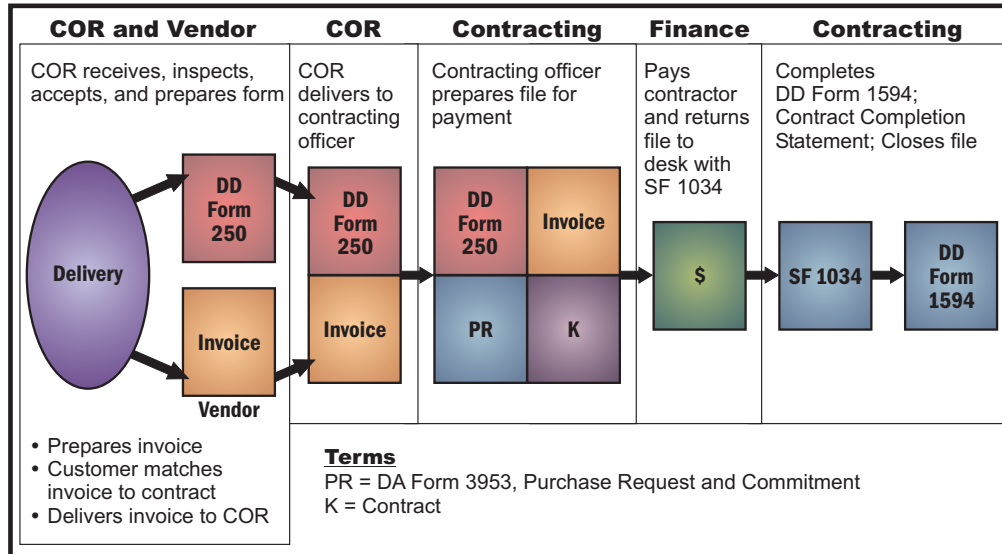 COR and Vendor
COR receives, inspects,
accepts, and prepares form
Delivery
DD
Form
250
Invoice
Vendor
• Prepares invoice
• Customer matches
invoice to contract
• Delivers invoice to COR
COR
COR
delivers to
contracting
officer
DD
Form
250
Invoice
Contracting
Contracting officer
prepares file for
payment
DD
Form
250
Invoice
PR
K
Finance
Pays
contractor
and returns
file to
desk with
SF 1034
$
Contracting
Completes
DD Form 1594;
Contract Completion
Statement; Closes file
SF 1034
DD
Form
1594
Terms
PR = DA Form 3953, Purchase Request and Commitment
K = Contract